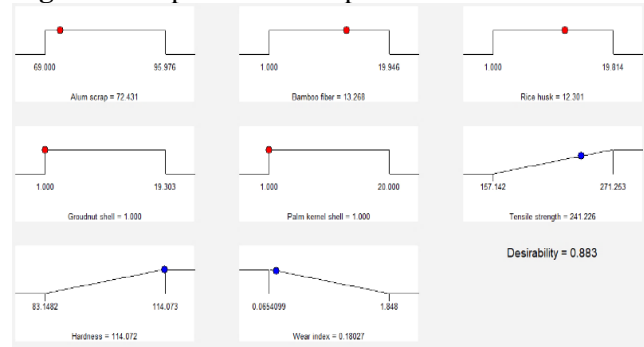 69.000 95.976
Alum scrap = 72.431
1.000 19.946
Bamboo fiber = 13.268
1.000 19.814
Rice husk = 12.301
1.000 19.303
Groudnut shell = 1.000
1.000 20.000
Palm kernel shell = 1.000
157.142 271.253
Tensile strength = 241.226
83.1482 114.073
Hardness = 114.072
0.0654099 1.848
Wear index = 0.18027
Desirability = 0.883